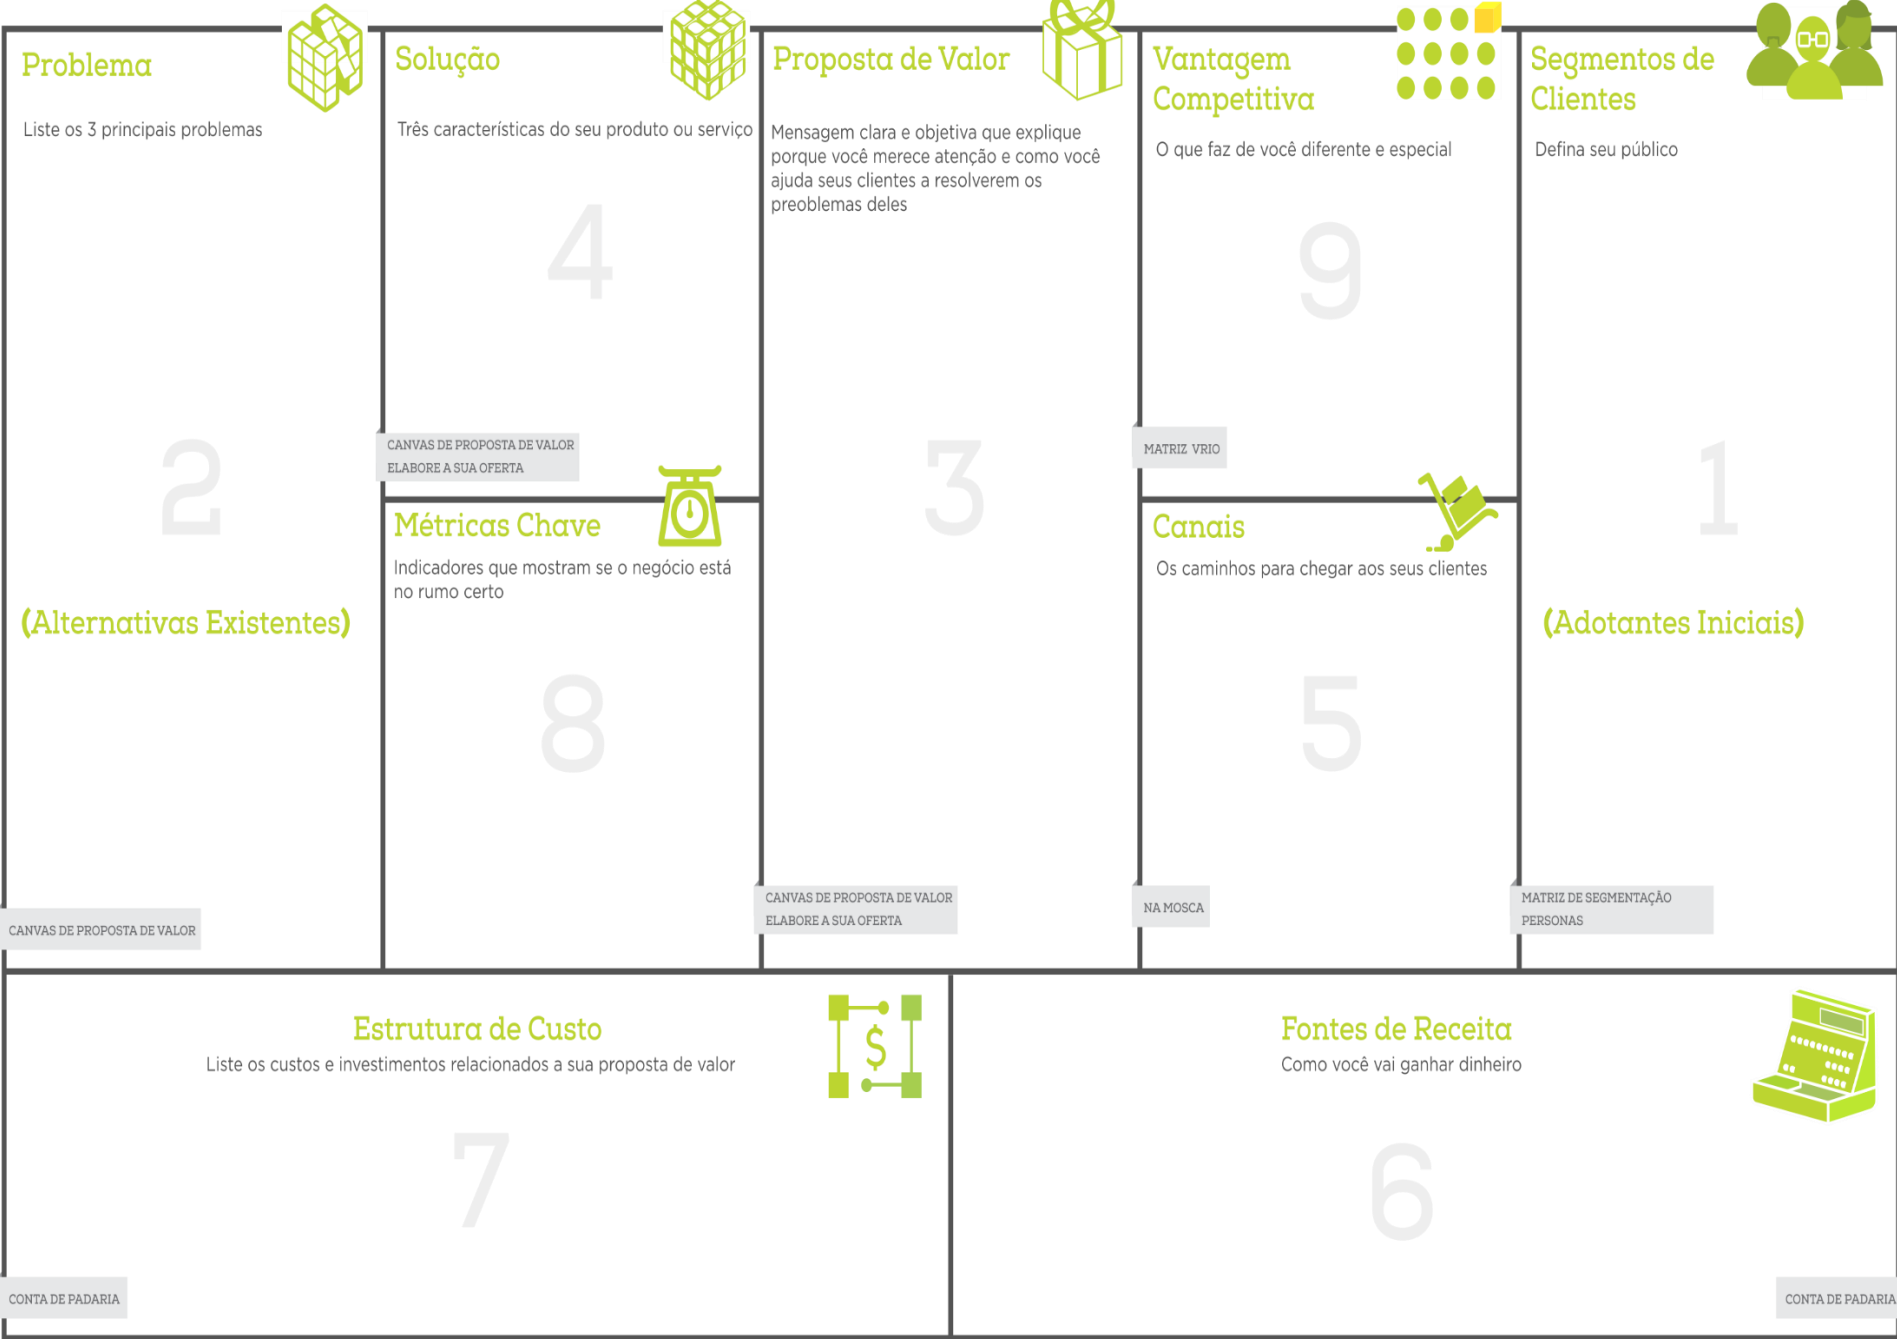 Problema
Liste os 3 principais problemas
2
(Alternativas Existentes)
CANVAS DE PROPOSTA DE VALOR
Solução
Três características do seu produto ou serviço
4
CANVAS DE PROPOSTA DE VALOR
ELABORE A SUA OFERTA
Métricas Chave
Indicadores que mostram se o negócio está
no rumo certo
8
Proposta de Valor
Mensagem clara e objetiva que explique
porque você merece atenção e como você
ajuda seus clientes a resolverem os
preoblemas deles
3
CANVAS DE PROPOSTA DE VALOR
ELABORE A SUA OFERTA
Vantagem
Competitiva
O que faz de você diferente e especial
9
MATRIZ VRIO
Canais
Os caminhos para chegar aos seus clientes
5
NA MOSCA
Segmentos de
Clientes
Defina seu público
1
(Adotantes Iniciais)
MATRIZ DE SEGMENTAÇÃO
PERSONAS
Estrutura de Custo
Liste os custos e investimentos relacionados a sua proposta de valor
$
7
CONTA DE PADARIA
Fontes de Receita
Como você vai ganhar dinheiro
6
CONTA DE PADARIA